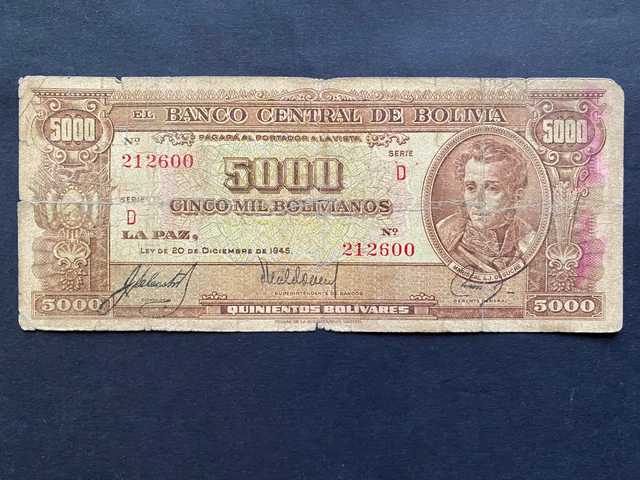 EL BANCO CENTRAL DE BOLIVIA
5000
5000
PAGARÁ AL PORTADOR A LA VISTA
Nº
212600
SERIE
D
5000
CINCO MIL BOLIVIANOS
SERIE
D
LA PAZ,
Nº
212600
LEY DE 20 DE DICIEMBRE DE 1945.
SUCRE
CONTADOR
SUPERINTENDENTE DE BANCOS
GERENTE GENERAL
5000
QUINIENTOS BOLIVARES
5000